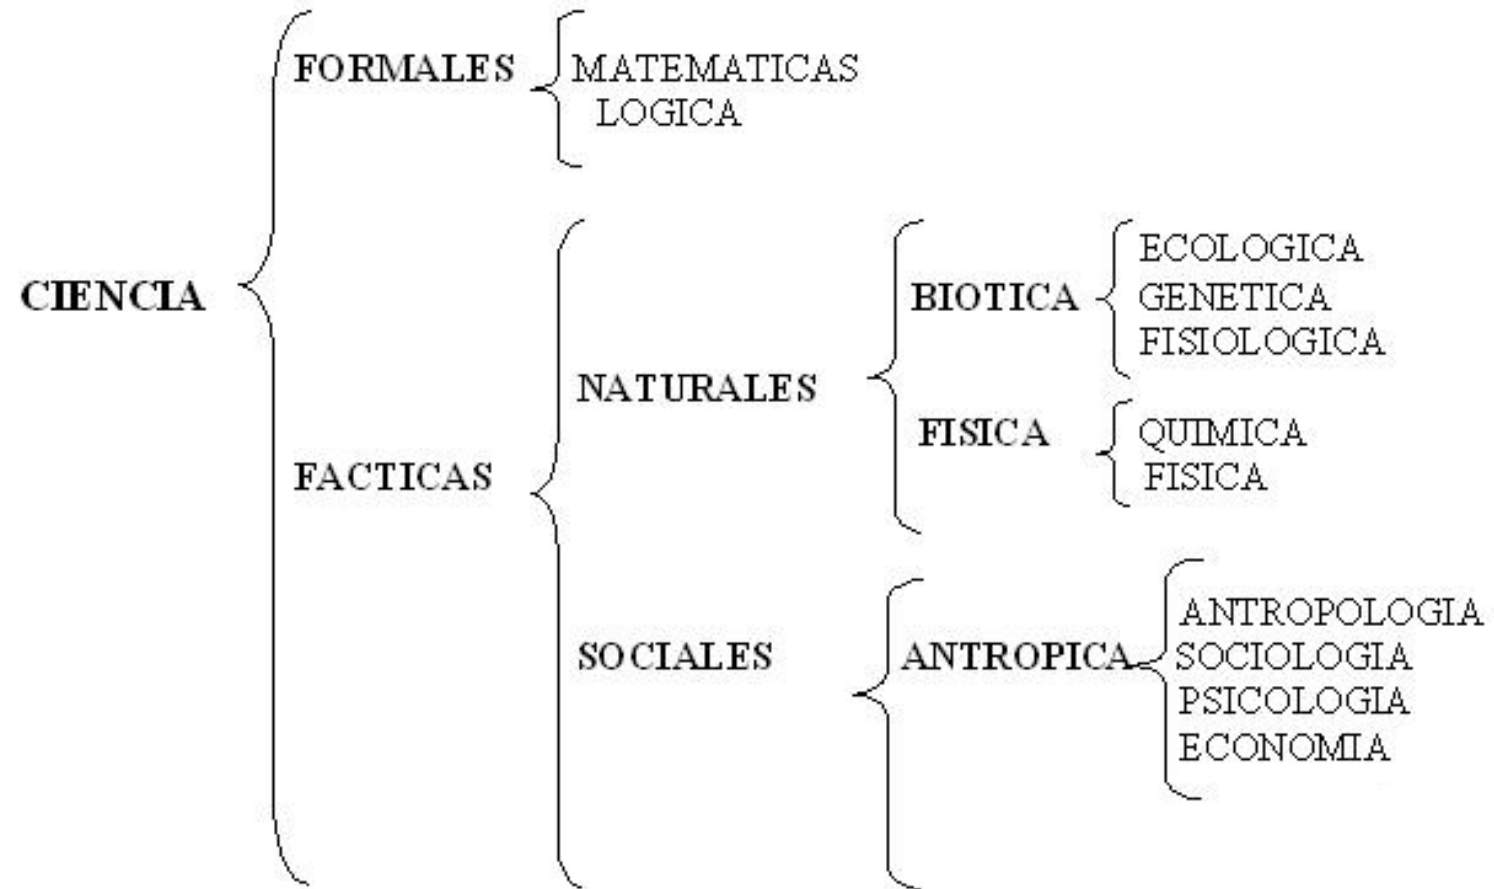 CIENCIA
FORMALES
MATEMATICAS
LOGICA
FACTICAS
NATURALES
BIOTICA
ECOLOGICA
GENETICA
FISIOLOGICA
FISICA
QUIMICA
FISICA
SOCIALES
ANTROPICA
ANTROPOLOGIA
SOCIOLOGIA
PSICOLOGIA
ECONOMIA